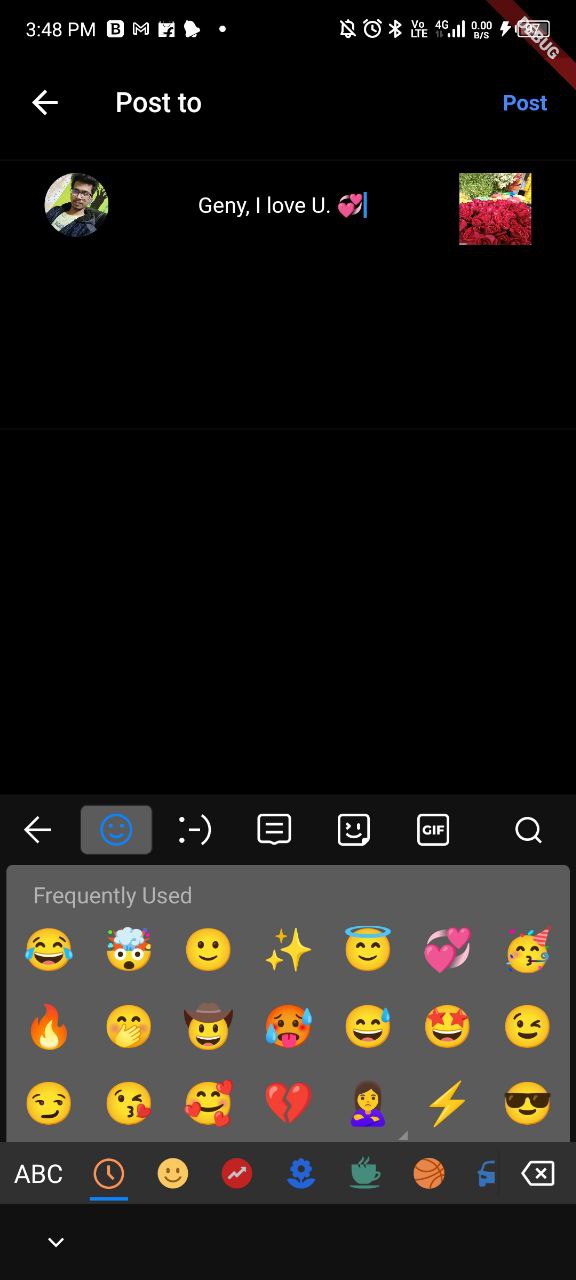 3:48 PM
Vo LTE 4G 0.00 B/S
DEBUG
Post to
Post
Geny, I love U. 💞
GIF
Frequently Used
ABC